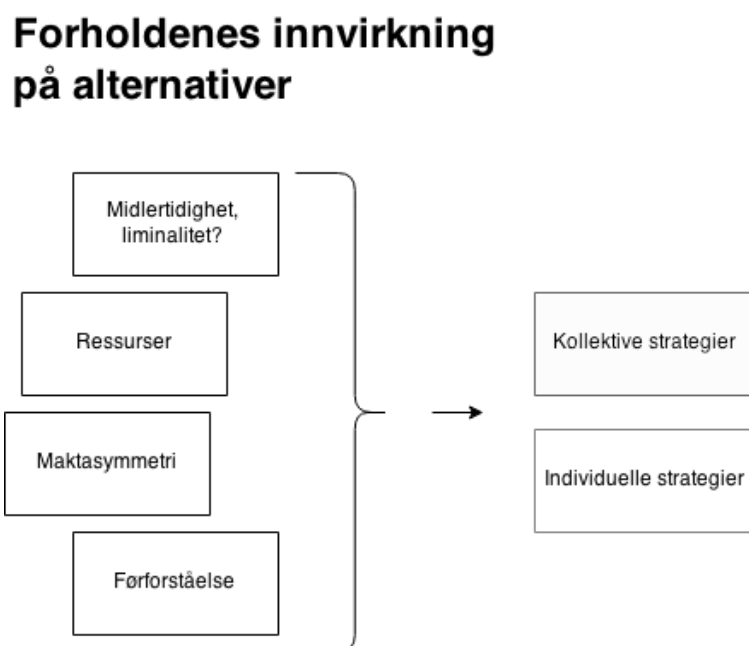 Forholdenes innvirkning
på alternativer
Midlertidighet,
liminalitet?
Ressurser
Maktasymmetri
Førforståelse
Kollektive strategier
Individuelle strategier